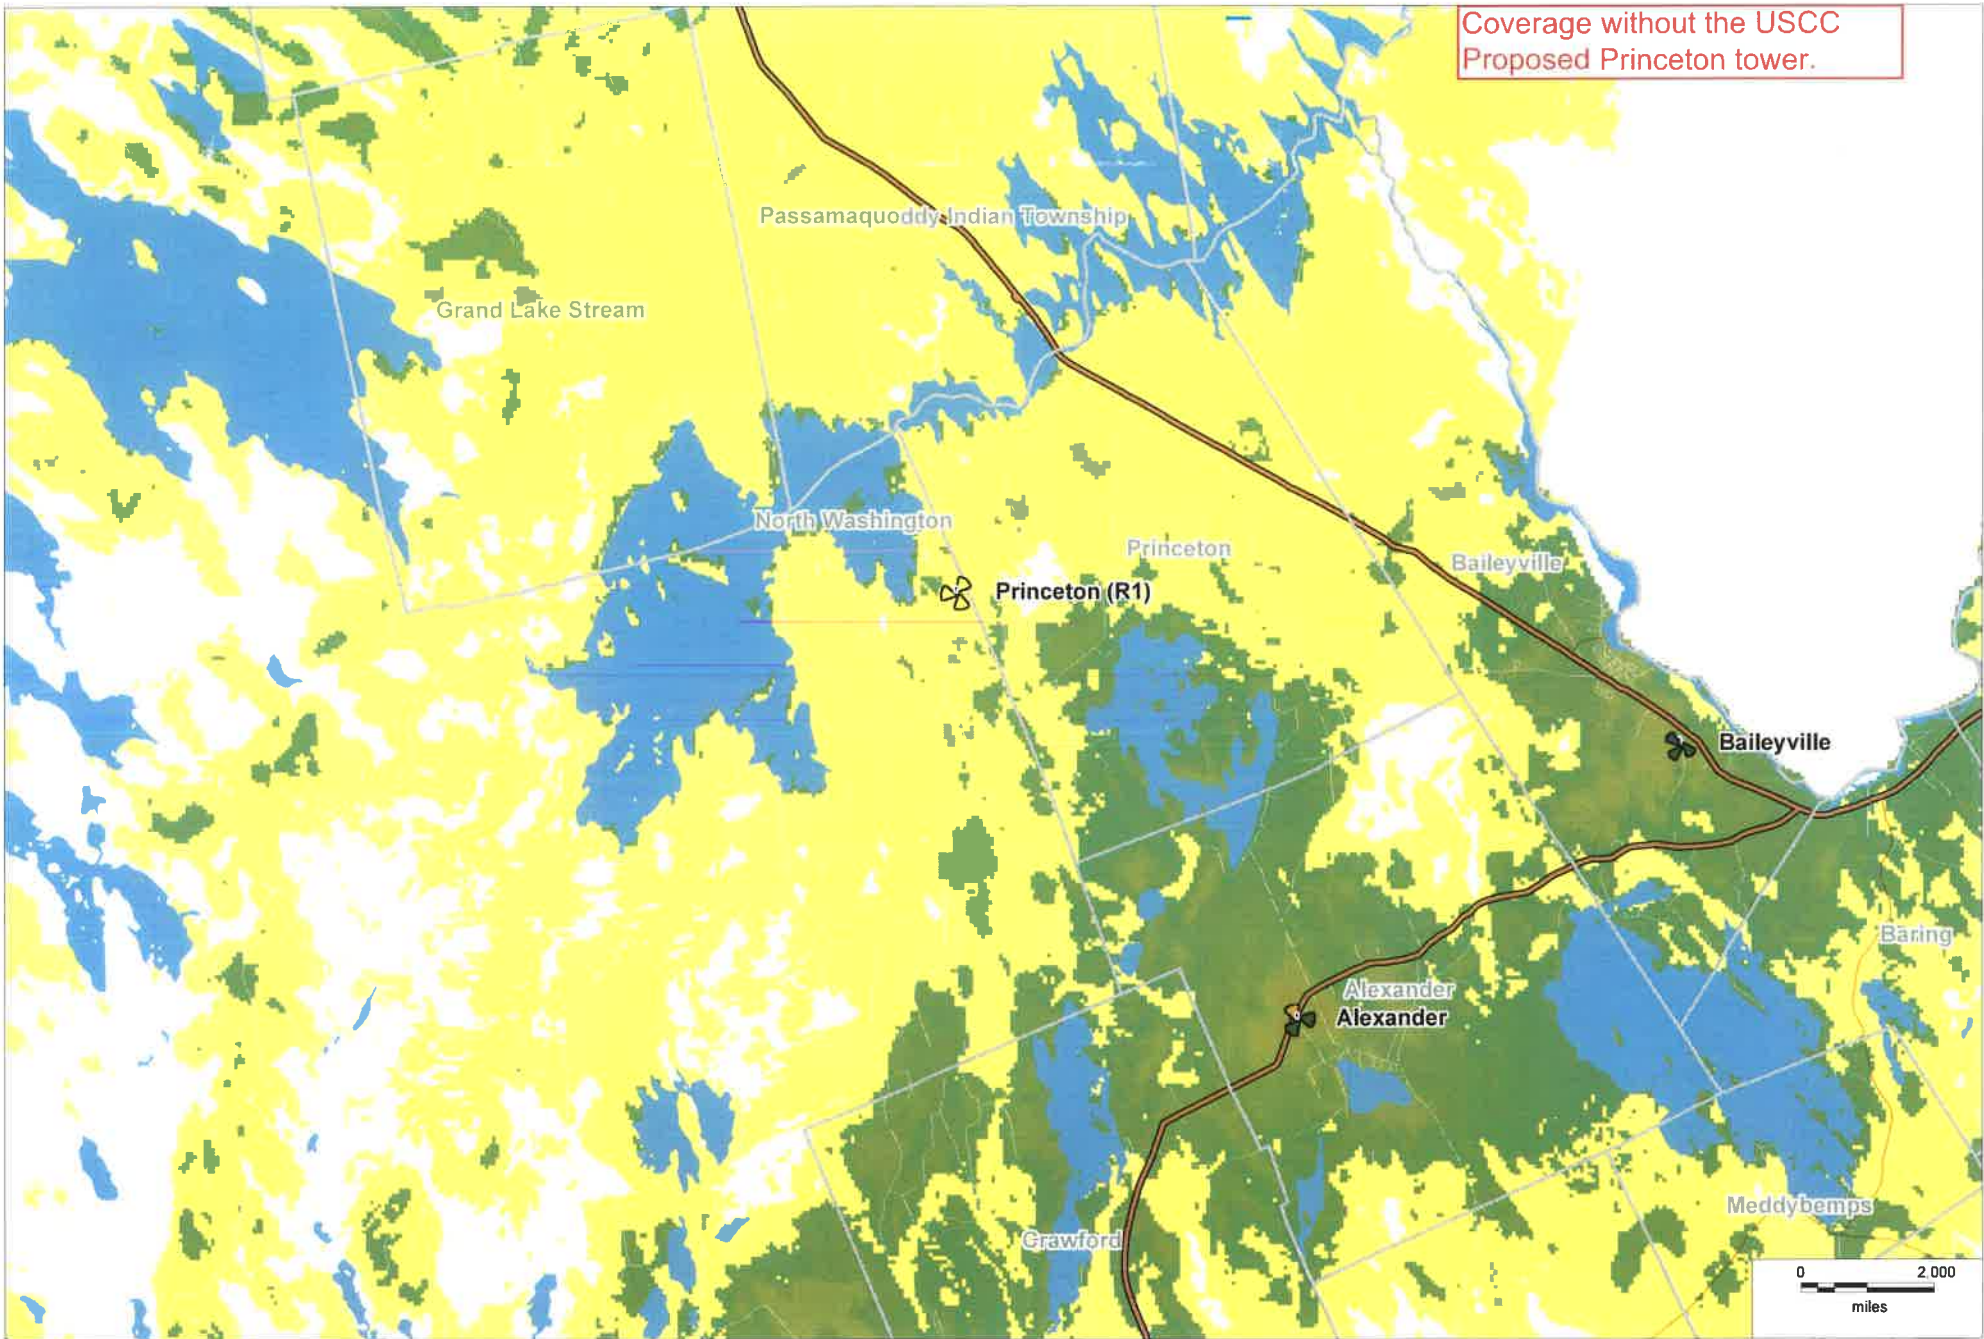 Coverage without the USCC
Proposed Princeton tower.
Passamaquoddy Indian Township
Grand Lake Stream
North Washington
Princeton
Baileyville
Princeton (R1)
Baileyville
Baring
Alexander
Alexander
Meddybemps
Crawford
0 2.000
miles